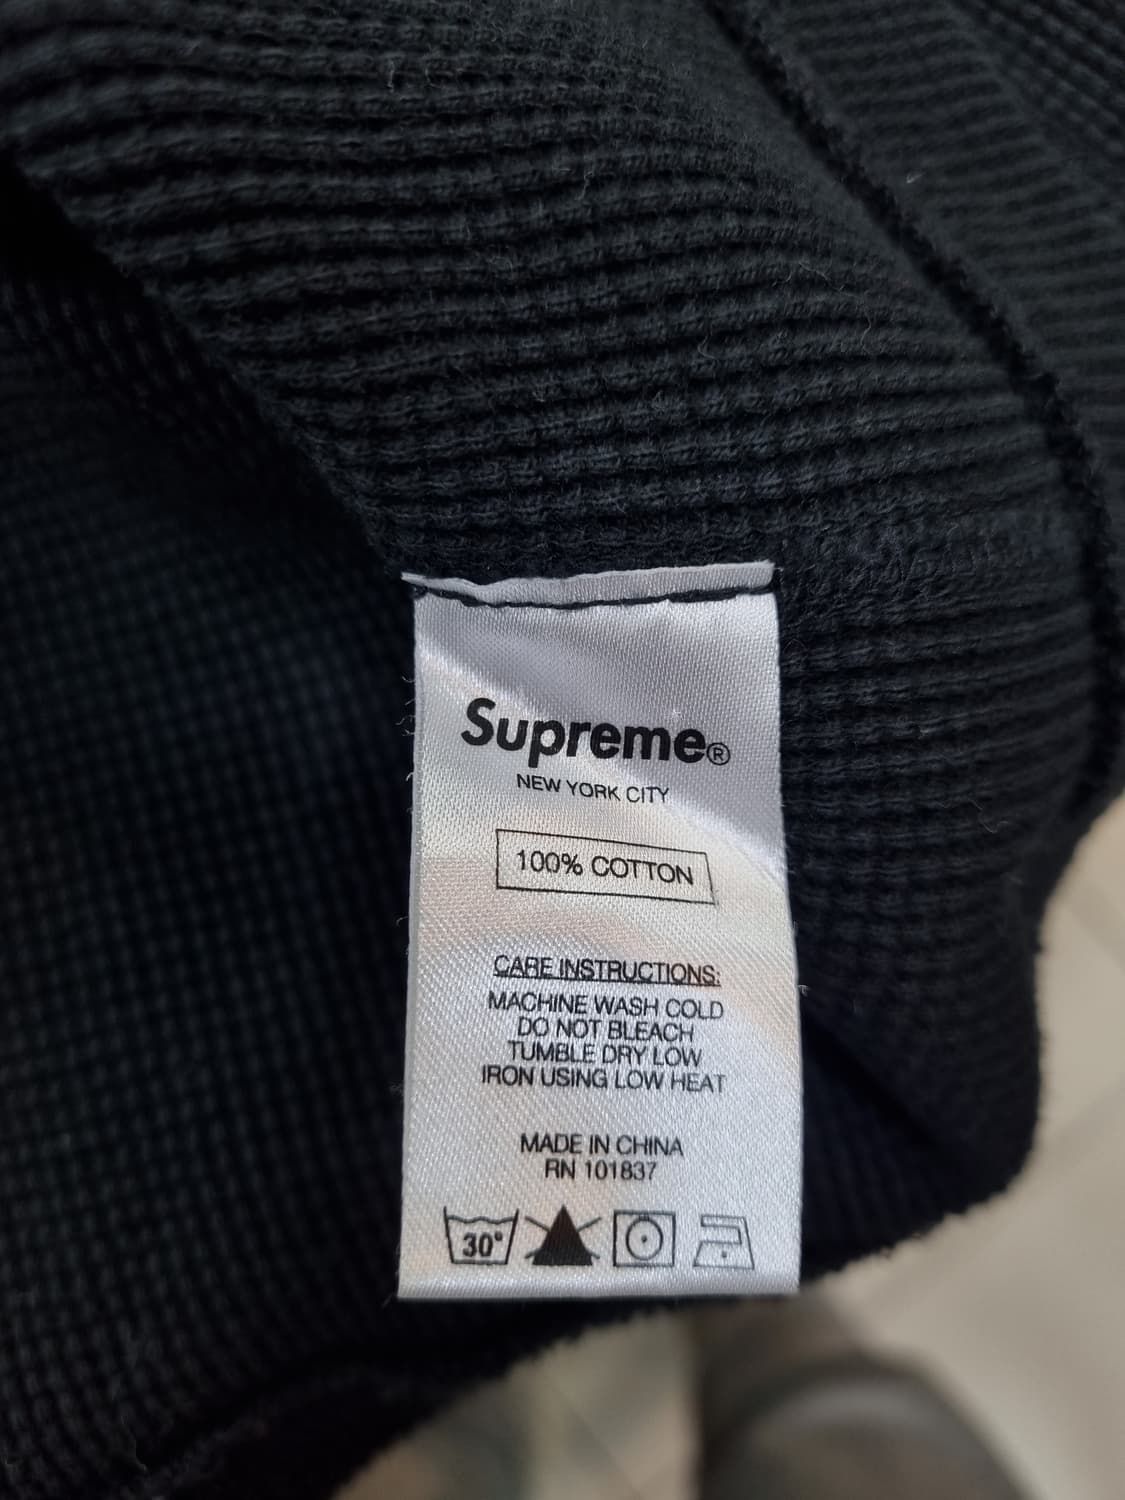 Supreme®
NEW YORK CITY
100% COTTON
CARE INSTRUCTIONS:
MACHINE WASH COLD
DO NOT BLEACH
TUMBLE DRY LOW
IRON USING LOW HEAT
MADE IN CHINA
RN 101837
30°